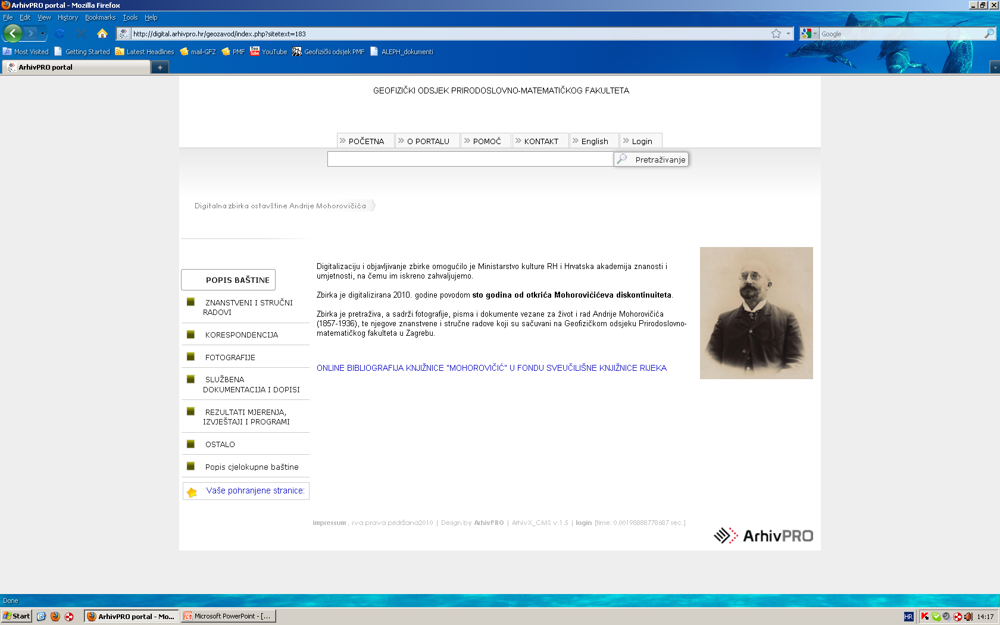 ArhivPRO portal - Mozilla Firefox
File Edit View History Bookmarks Tools Help
http://digital.arhivpro.hr/geozavod/index.php?sitetext=183
Google
Most Visited Getting Started Latest Headlines mail-GFZ PMF YouTube Geofizički odsjek PMF ALEPH_dokumenti
ArhivPRO portal
GEOFIZIČKI ODSJEK PRIRODOSLOVNO-MATEMATIČKOG FAKULTETA
POČETNA O PORTALU POMOĆ KONTAKT English Login
Pretraživanje
Digitalna zbirka ostavštine Andrije Mohorovičića
POPIS BAŠTINE
ZNANSTVENI I STRUČNI
RADOVI
KORESPONDENCIJA
FOTOGRAFIJE
SLUŽBENA
DOKUMENTACIJA I DOPISI
REZULTATI MJERENJA,
IZVJEŠTAJI I PROGRAMI
OSTALO
Popis cjelokupne baštine
Vaše pohranjene stranice:
Digitalizaciju i objavljivanje zbirke omogućilo je Ministarstvo kulture RH i Hrvatska akademija znanosti i
umjetnosti, na čemu im iskreno zahvaljujemo.
Zbirka je digitalizirana 2010. godine povodom sto godina od otkrića Mohorovičićeva diskontinuiteta.
Zbirka je pretraživa, a sadrži fotografije, pisma i dokumente vezane za život i rad Andrije Mohorovičića
(1857-1936), te njegove znanstvene i stručne radove koji su sačuvani na Geofizičkom odsjeku Prirodoslovno-
matematičkog fakulteta u Zagrebu.
ONLINE BIBLIOGRAFIJA KNJIŽNICE "MOHOROVIČIĆ" U FONDU SVEUČILIŠNE KNJIŽNICE RIJEKA
impressum , sva prava pridržana2010 | Design by ArhivPRO | ArhivX_CMS v.1.5 | login [time: 0.00198888778687 sec.]
ArhivPRO
Done
Start ArhivPRO portal - Mo... Microsoft PowerPoint - [... HR 14:17